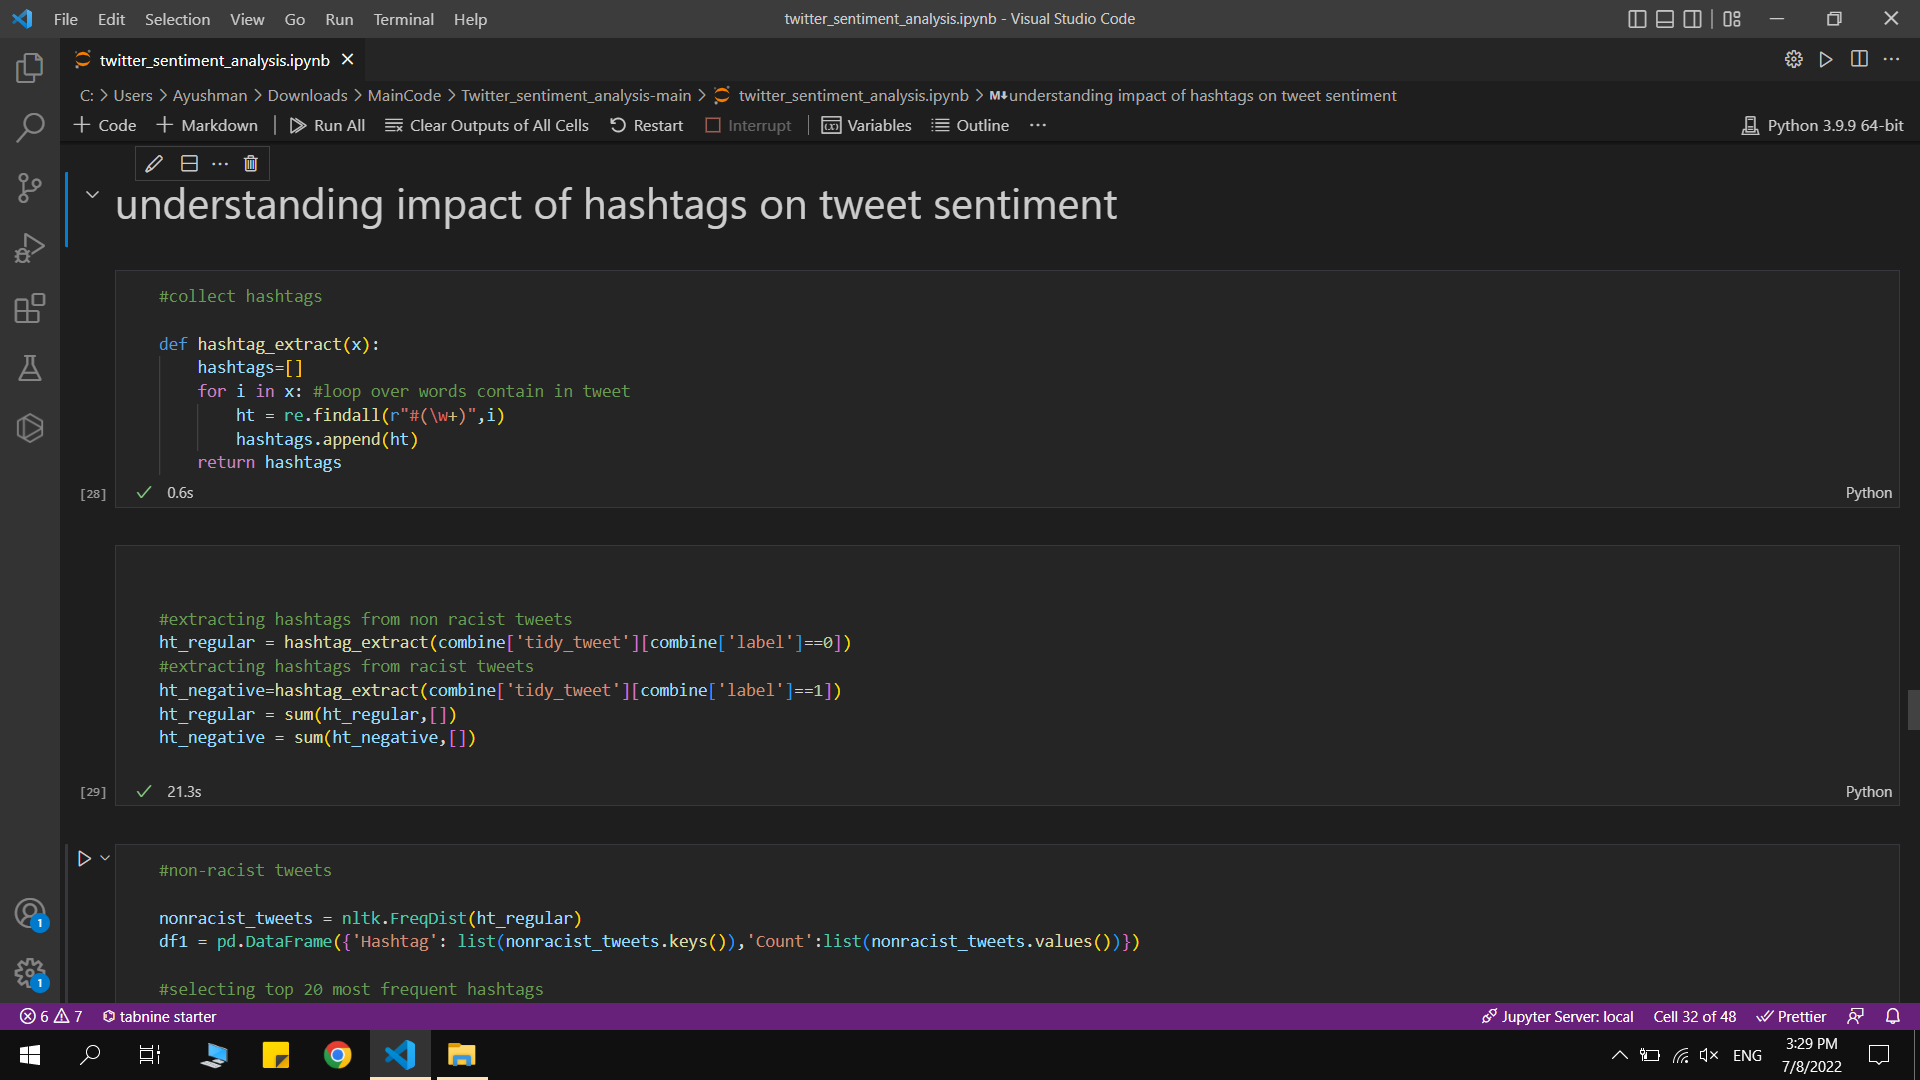 File Edit Selection View Go Run Terminal Help
twitter_sentiment_analysis.ipynb - Visual Studio Code
twitter_sentiment_analysis.ipynb
C: > Users > Ayushman > Downloads > MainCode > Twitter_sentiment_analysis-main > twitter_sentiment_analysis.ipynb > M↓understanding impact of hashtags on tweet sentiment
+ Code + Markdown Run All Clear Outputs of All Cells Restart Interrupt Variables Outline ... Python 3.9.9 64-bit
understanding impact of hashtags on tweet sentiment
#collect hashtags
def hashtag_extract(x):
hashtags=[]
for i in x: #loop over words contain in tweet
ht = re.findall(r"#(\w+)",i)
hashtags.append(ht)
return hashtags
[28] 0.6s Python
#extracting hashtags from non racist tweets
ht_regular = hashtag_extract(combine['tidy_tweet'][combine['label']==0])
#extracting hashtags from racist tweets
ht_negative=hashtag_extract(combine['tidy_tweet'][combine['label']==1])
ht_regular = sum(ht_regular,[])
ht_negative = sum(ht_negative,[])
[29] 21.3s Python
#non-racist tweets
nonracist_tweets = nltk.FreqDist(ht_regular)
df1 = pd.DataFrame({'Hashtag': list(nonracist_tweets.keys()),'Count':list(nonracist_tweets.values())})
#selecting top 20 most frequent hashtags
1
1
6 7 tabnine starter Jupyter Server: local Cell 32 of 48 Prettier
ENG
3:29 PM
7/8/2022